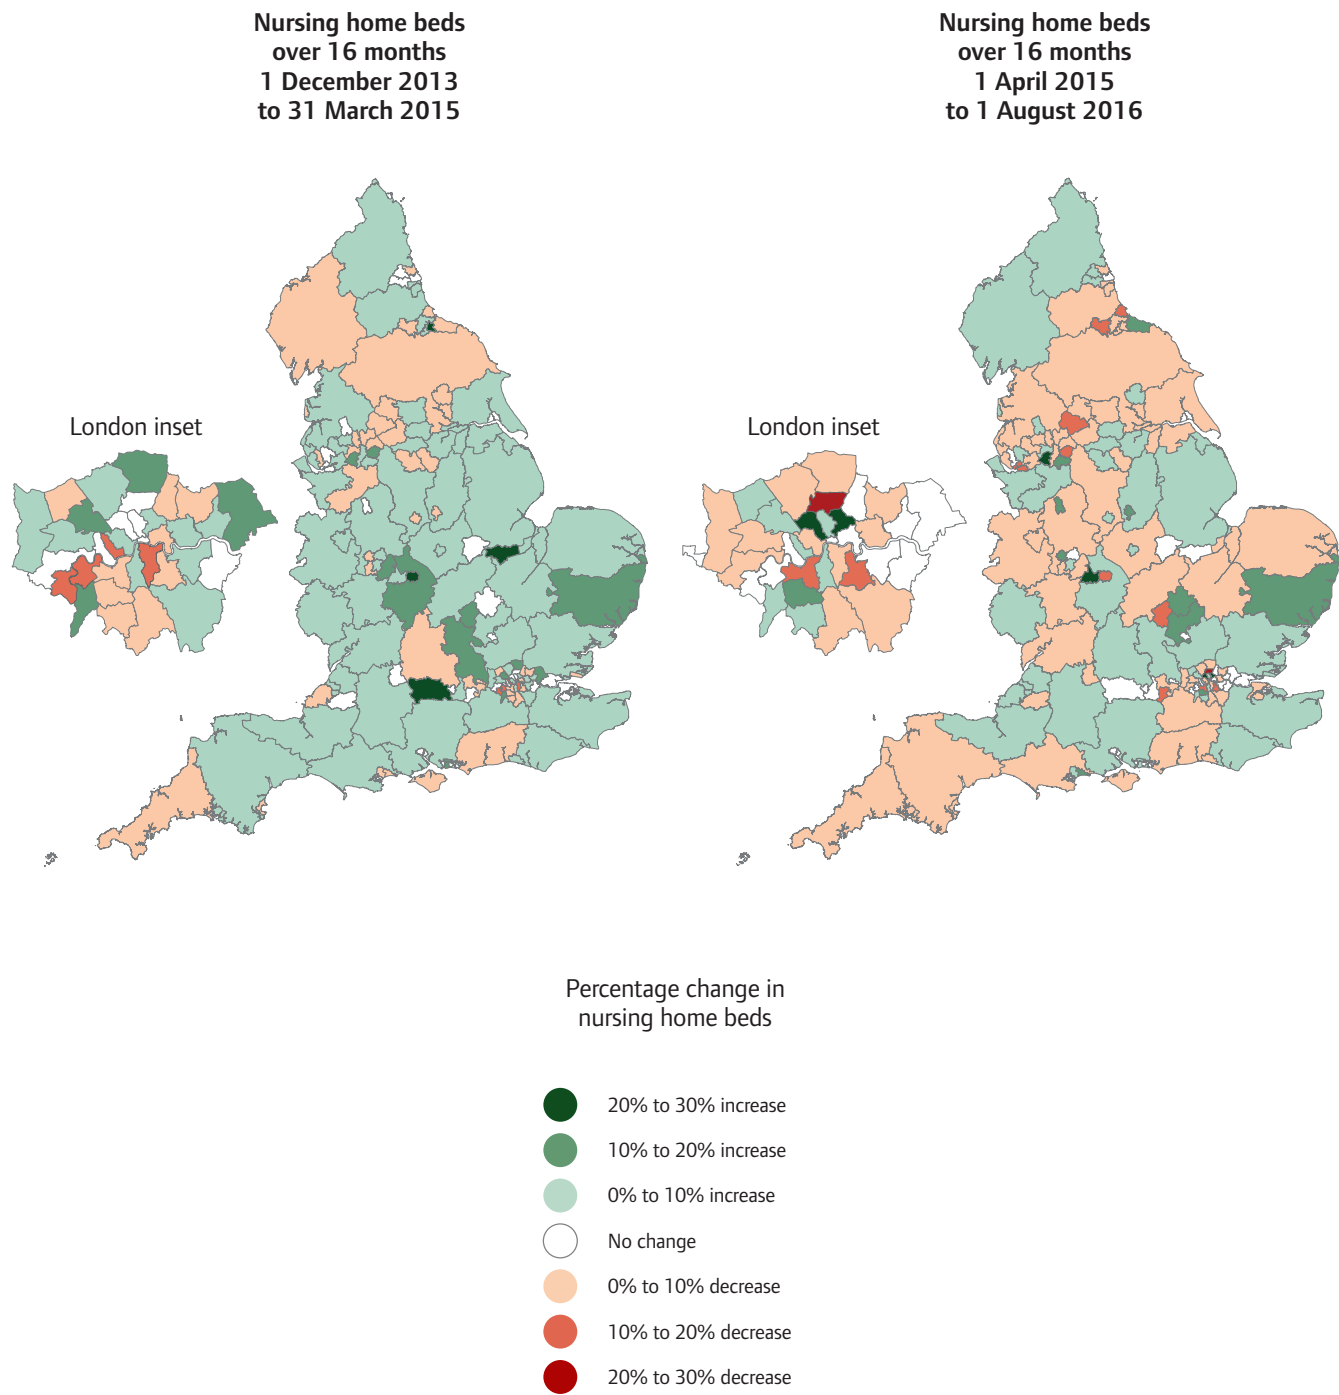 Nursing home beds
over 16 months
1 December 2013
to 31 March 2015
Nursing home beds
over 16 months
1 April 2015
to 1 August 2016
London inset
London inset
Percentage change in
nursing home beds
20% to 30% increase
10% to 20% increase
0% to 10% increase
No change
0% to 10% decrease
10% to 20% decrease
20% to 30% decrease